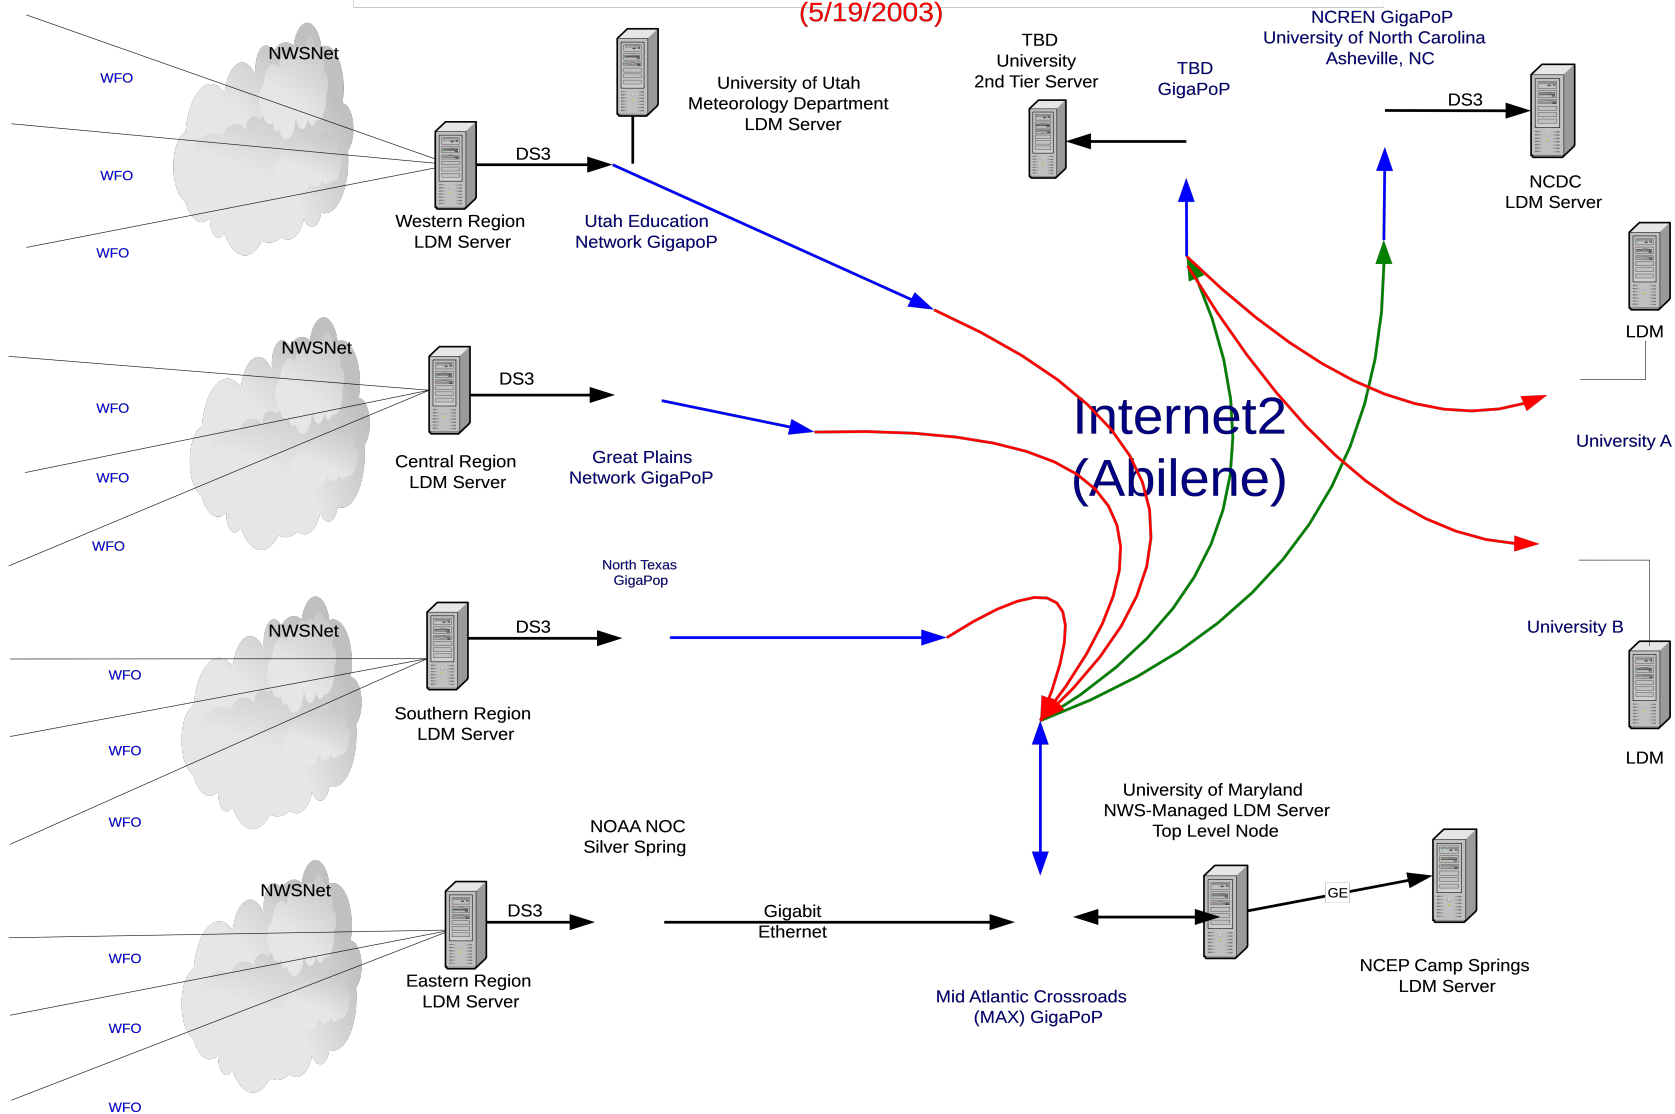 (5/19/2003)
NCREN GigaPoP
University of North Carolina
Asheville, NC
TBD
University
2nd Tier Server
TBD
GigaPoP
NWSNet
WFO
University of Utah
Meteorology Department
LDM Server
DS3
DS3
WFO
NCDC
LDM Server
Western Region
LDM Server
Utah Education
Network GigapoP
WFO
LDM
NWSNet
DS3
WFO
Internet2
(Abilene)
University A
Central Region
LDM Server
Great Plains
Network GigaPoP
WFO
WFO
North Texas
GigaPop
NWSNet
DS3
University B
WFO
Southern Region
LDM Server
WFO
LDM
University of Maryland
NWS-Managed LDM Server
Top Level Node
WFO
NOAA NOC
Silver Spring
NWSNet
GE
DS3
Gigabit
Ethernet
WFO
NCEP Camp Springs
LDM Server
Eastern Region
LDM Server
Mid Atlantic Crossroads
(MAX) GigaPoP
WFO
WFO